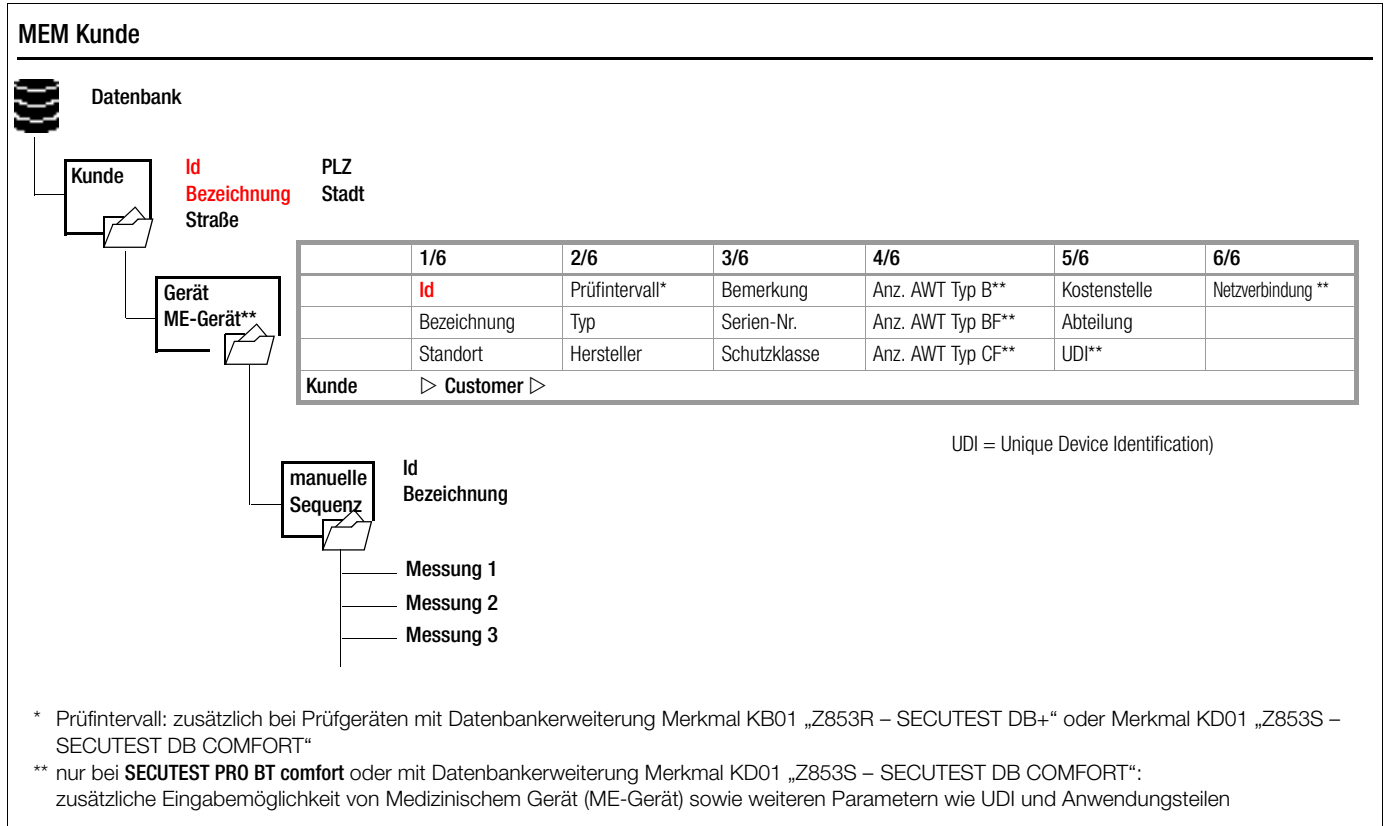 MEM Kunde
Datenbank
Kunde
Id PLZ
Bezeichnung Stadt
Straße
Gerät
ME-Gerät**
1/6 2/6 3/6 4/6 5/6 6/6
Id Prüfintervall* Bemerkung Anz. AWT Typ B** Kostenstelle Netzverbindung **
Bezeichnung Typ Serien-Nr. Anz. AWT Typ BF** Abteilung
Standort Hersteller Schutzklasse Anz. AWT Typ CF** UDI**
Kunde ▷ Customer ▷
UDI = Unique Device Identification)
manuelle
Sequenz
Id
Bezeichnung
Messung 1
Messung 2
Messung 3
* Prüfintervall: zusätzlich bei Prüfgeräten mit Datenbankerweiterung Merkmal KB01 „Z853R – SECUTEST DB+“ oder Merkmal KD01 „Z853S –
SECUTEST DB COMFORT“
** nur bei SECUTEST PRO BT comfort oder mit Datenbankerweiterung Merkmal KD01 „Z853S – SECUTEST DB COMFORT“:
zusätzliche Eingabemöglichkeit von Medizinischem Gerät (ME-Gerät) sowie weiteren Parametern wie UDI und Anwendungsteilen